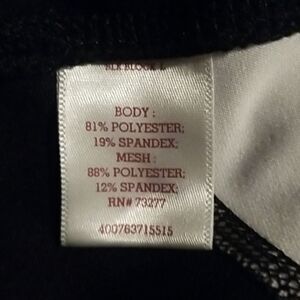 BODY :
81% POLYESTER;
19% SPANDEX;
MESH :
88% POLYESTER;
12% SPANDEX;
RN# 73277
400763715515